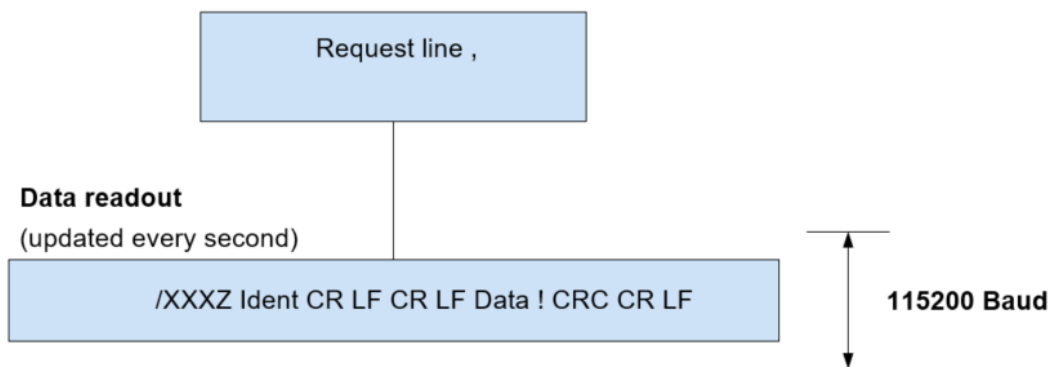 Request line ,
Data readout
(updated every second)
/XXXZ Ident CR LF CR LF Data ! CRC CR LF
115200 Baud